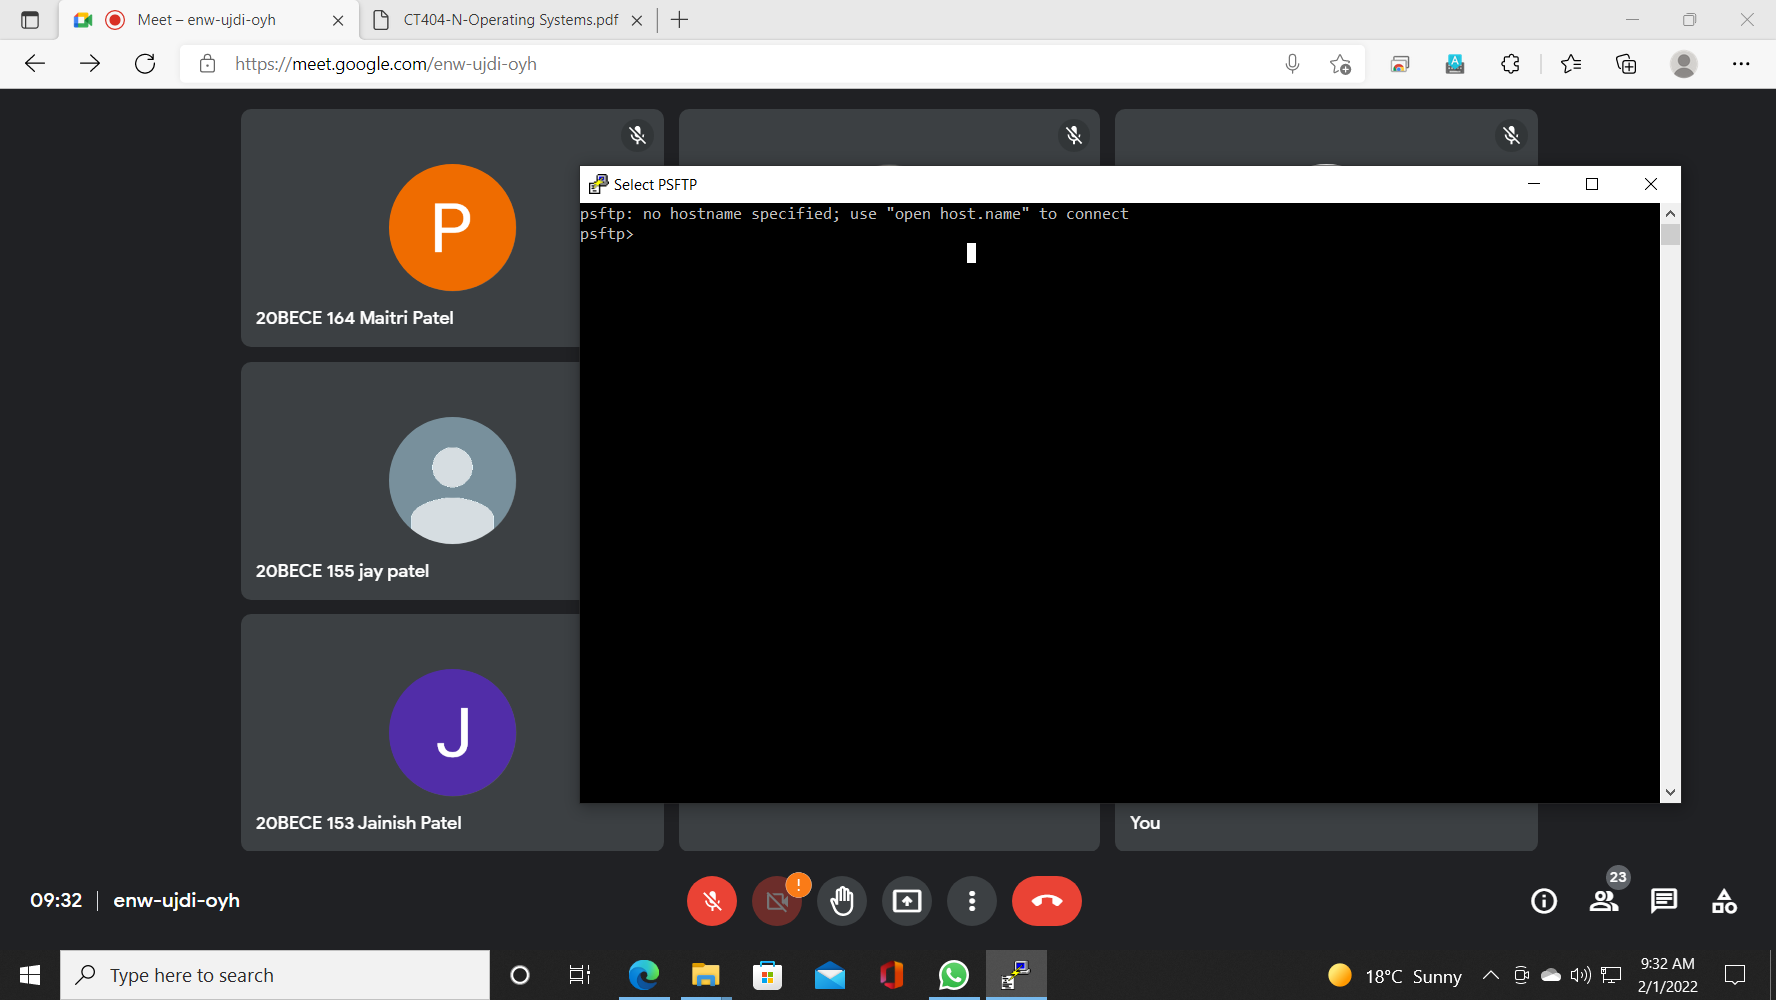 Meet – enw-ujdi-oyh
CT404-N-Operating Systems.pdf
https://meet.google.com/enw-ujdi-oyh
P
20BECE 164 Maitri Patel
Select PSFTP
psftp: no hostname specified; use "open host.name" to connect
psftp>
20BECE 155 jay patel
J
20BECE 153 Jainish Patel
You
09:32
enw-ujdi-oyh
!
23
Type here to search
18°C Sunny
9:32 AM
2/1/2022